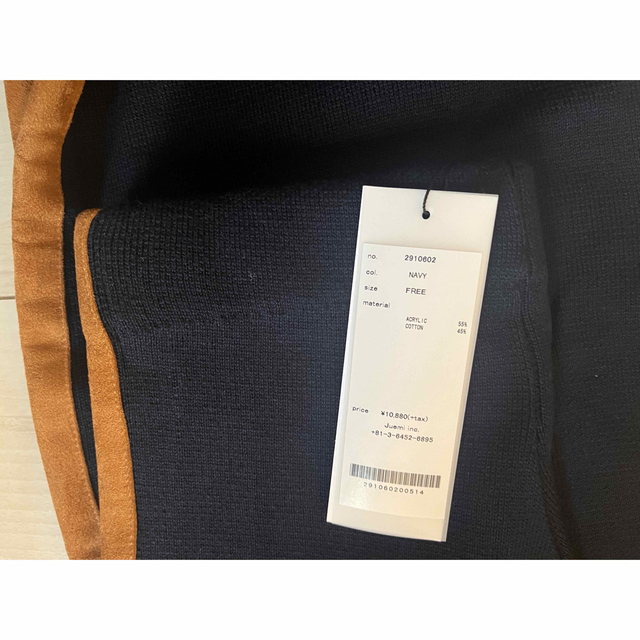 no. 2910602
col. NAVY
size FREE
material
ACRYLIC 55%
COTTON 45%
price ¥10,880(+tax)
Juemi inc.
+81-3-6452-6895
291060200514